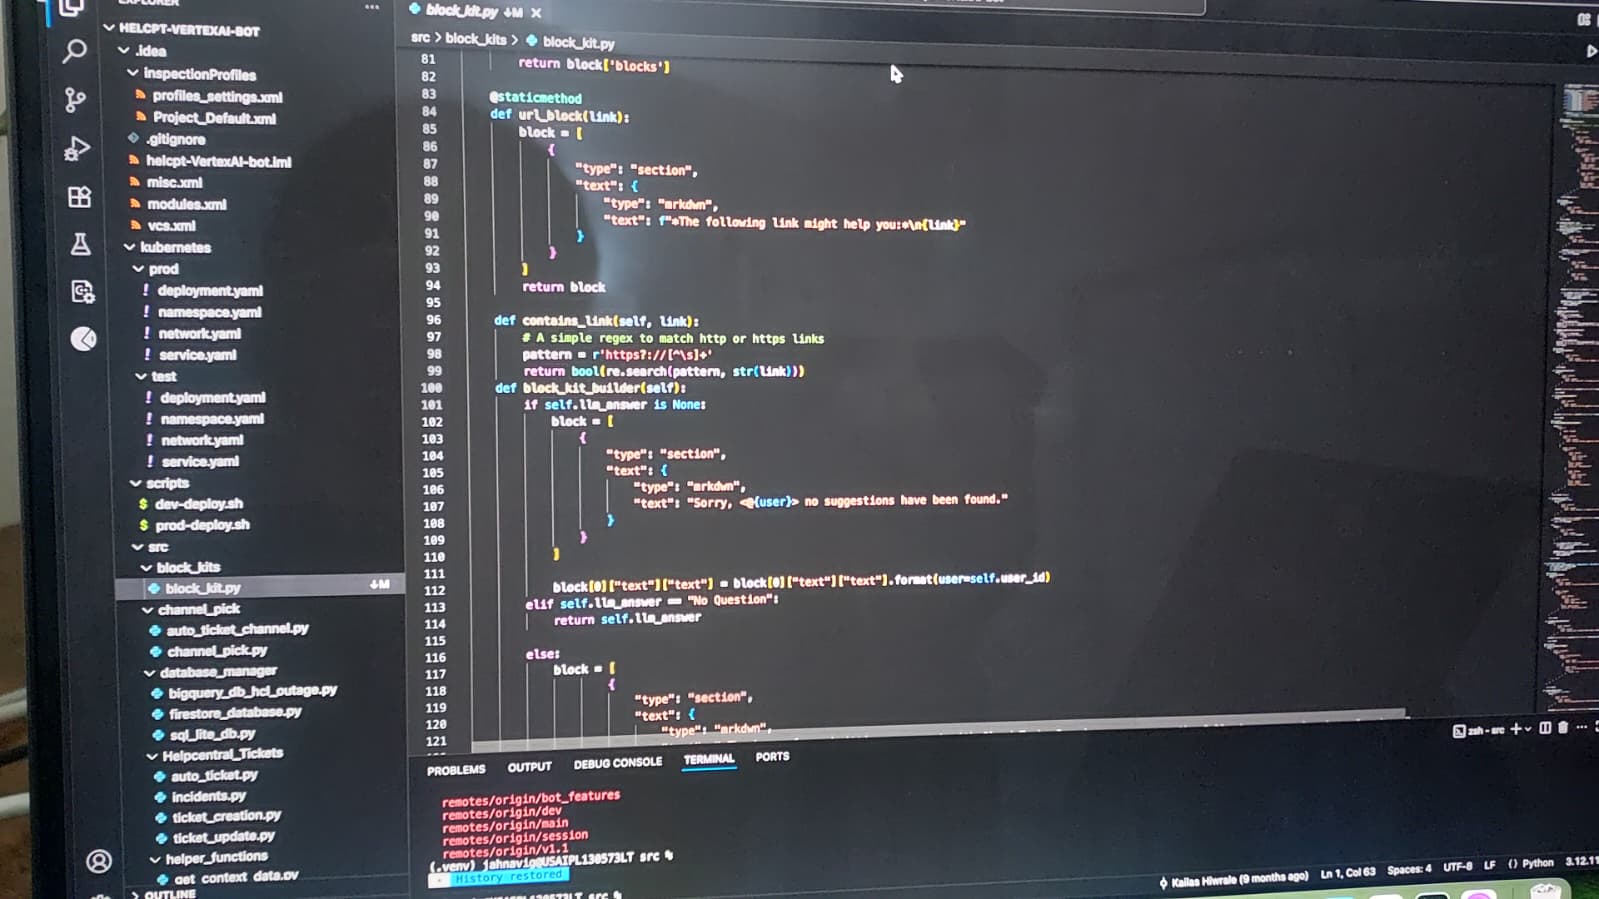 EXPLORER
HELCPT-VERTEXAI-BOT
.idea
inspectionProfiles
profiles_settings.xml
Project_Default.xml
.gitignore
helcpt-VertexAI-bot.iml
misc.xml
modules.xml
vcs.xml
kubernetes
prod
! deployment.yaml
! namespace.yaml
! network.yaml
! service.yaml
test
! deployment.yaml
! namespace.yaml
! network.yaml
! service.yaml
scripts
$ dev-deploy.sh
$ prod-deploy.sh
src
block_kits
block_kit.py ↓M
channel_pick
auto_ticket_channel.py
channel_pick.py
database_manager
bigquery_db_hcl_outage.py
firestore_database.py
sql_lite_db.py
Helpcentral_Tickets
auto_ticket.py
incidents.py
ticket_creation.py
ticket_update.py
helper_functions
get_context_data.py
> OUTLINE
block_kit.py ↓M ×
src > block_kits > block_kit.py
81 return block['blocks']
82
83 @staticmethod
84 def url_block(link):
85 block = [
86 {
87 "type": "section",
88 "text": {
89 "type": "mrkdwn",
90 "text": f"*The following link might help you:*\n{link}"
91 }
92 }
93 ]
94 return block
95
96 def contains_link(self, link):
97 # A simple regex to match http or https links
98 pattern = r'https?://[^\s]+'
99 return bool(re.search(pattern, str(link)))
100 def block_kit_builder(self):
101 if self.llm_answer is None:
102 block = [
103 {
104 "type": "section",
105 "text": {
106 "type": "mrkdwn",
107 "text": "Sorry, <@{user}> no suggestions have been found."
108 }
109 }
110 ]
111
112 block[0]["text"]["text"] = block[0]["text"]["text"].format(user=self.user_id)
113 elif self.llm_answer == "No Question":
114 return self.llm_answer
115
116 else:
117 block = [
118 {
119 "type": "section",
120 "text": {
121 "type": "mrkdwn",
PROBLEMS OUTPUT DEBUG CONSOLE TERMINAL PORTS
zsh - src
remotes/origin/bot_features
remotes/origin/dev
remotes/origin/main
remotes/origin/session
remotes/origin/v1.1
(.venv) jahnavig@USAIPL130573LT src %
* History restored
Kailas Hiwrale (9 months ago) Ln 1, Col 63 Spaces: 4 UTF-8 LF {} Python 3.12.11